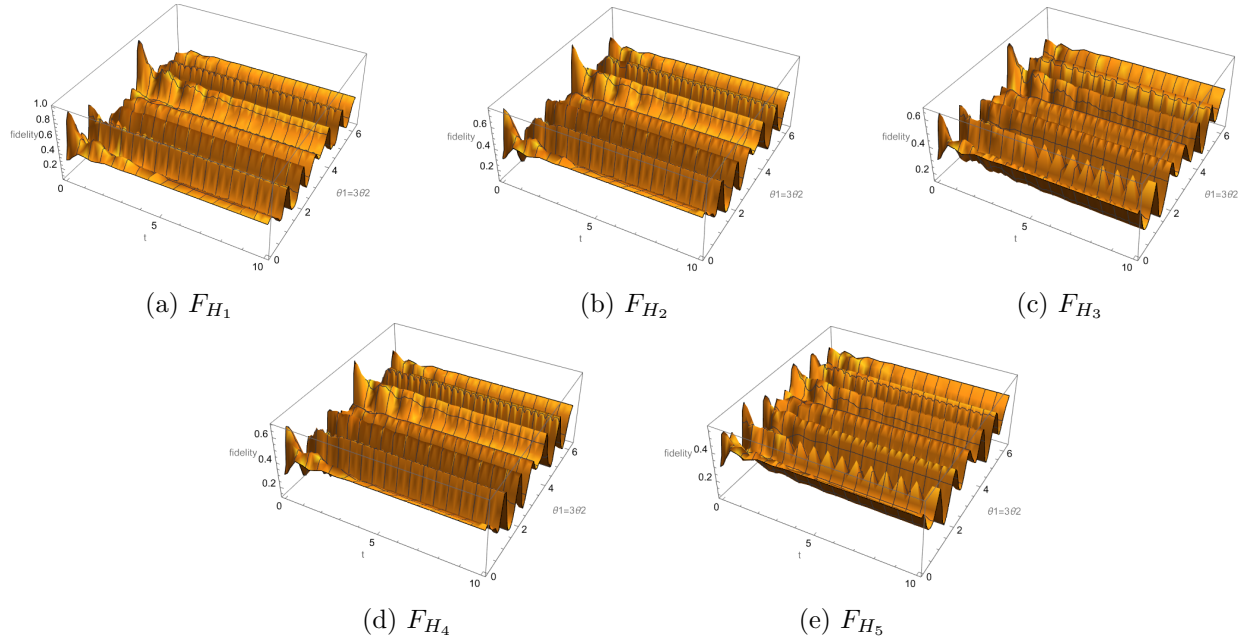 1.0
0.8
fidelity 0.6
0.4
0.2
0
5
t
10
0
2
4
6
θ1=3θ2
(a) F_{H_1}
0.6
fidelity
0.4
0.2
0
5
t
10
0
2
4
6
θ1=3θ2
(b) F_{H_2}
0.6
fidelity
0.4
0.2
0
5
t
10
0
2
4
6
θ1=3θ2
(c) F_{H_3}
0.6
fidelity 0.4
0.2
0
5
t
10
0
2
4
6
θ1=3θ2
(d) F_{H_4}
fidelity 0.4
0.2
0
5
t
10
0
2
4
6
θ1=3θ2
(e) F_{H_5}